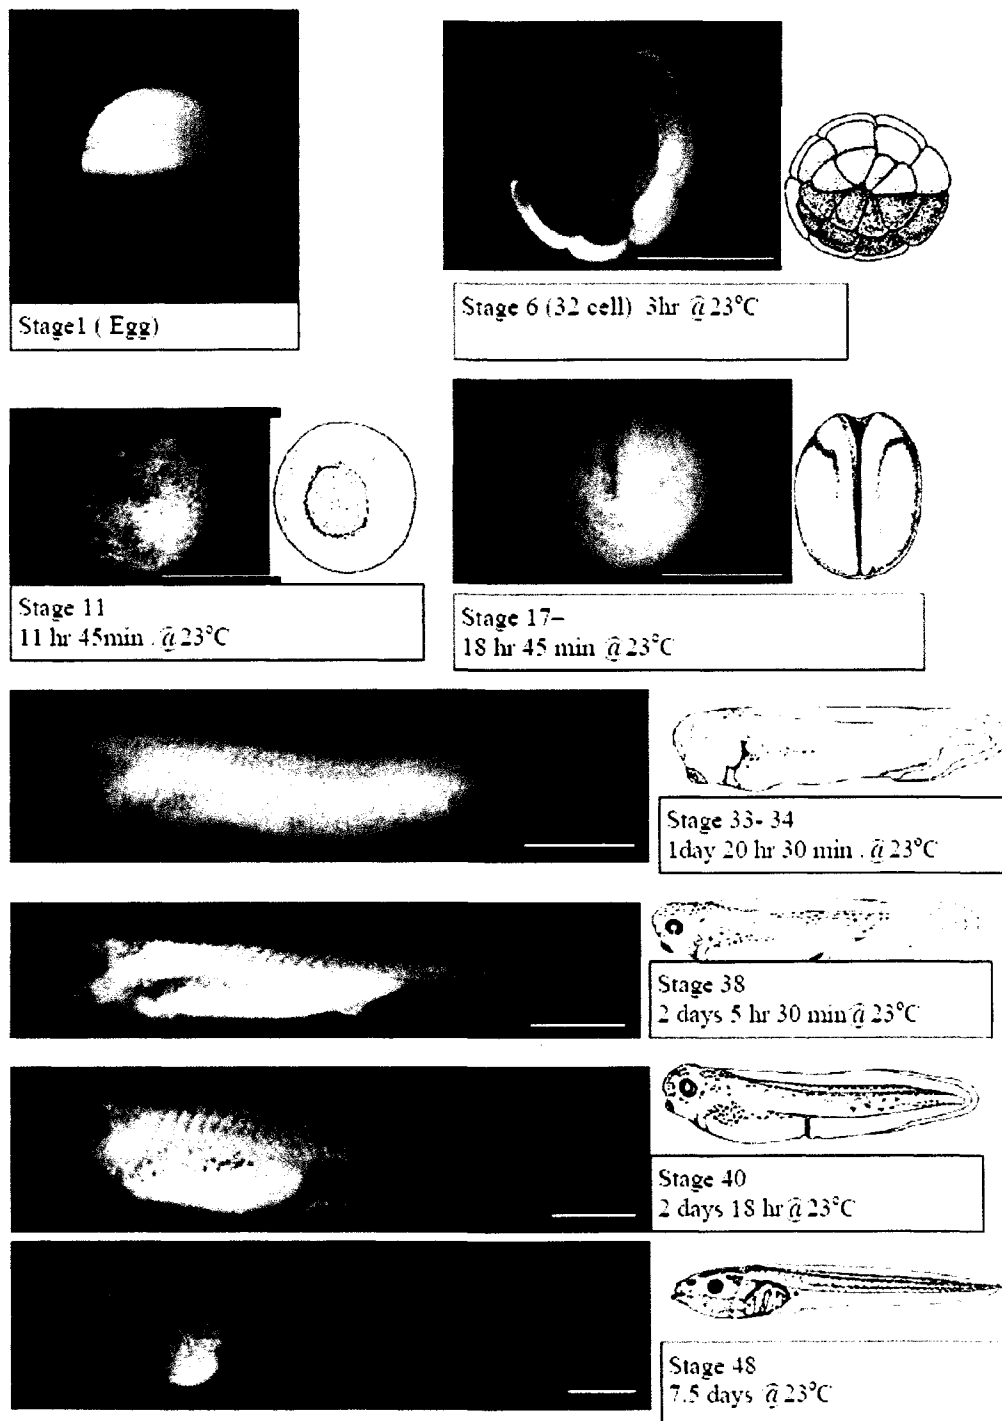 Stage1 ( Egg)
Stage 6 (32 cell) 3hr @23°C
Stage 11
11 hr 45min . @23°C
Stage 17–
18 hr 45 min @23°C
Stage 33- 34
1day 20 hr 30 min . @23°C
Stage 38
2 days 5 hr 30 min @23°C
Stage 40
2 days 18 hr @23°C
Stage 48
7.5 days @23°C